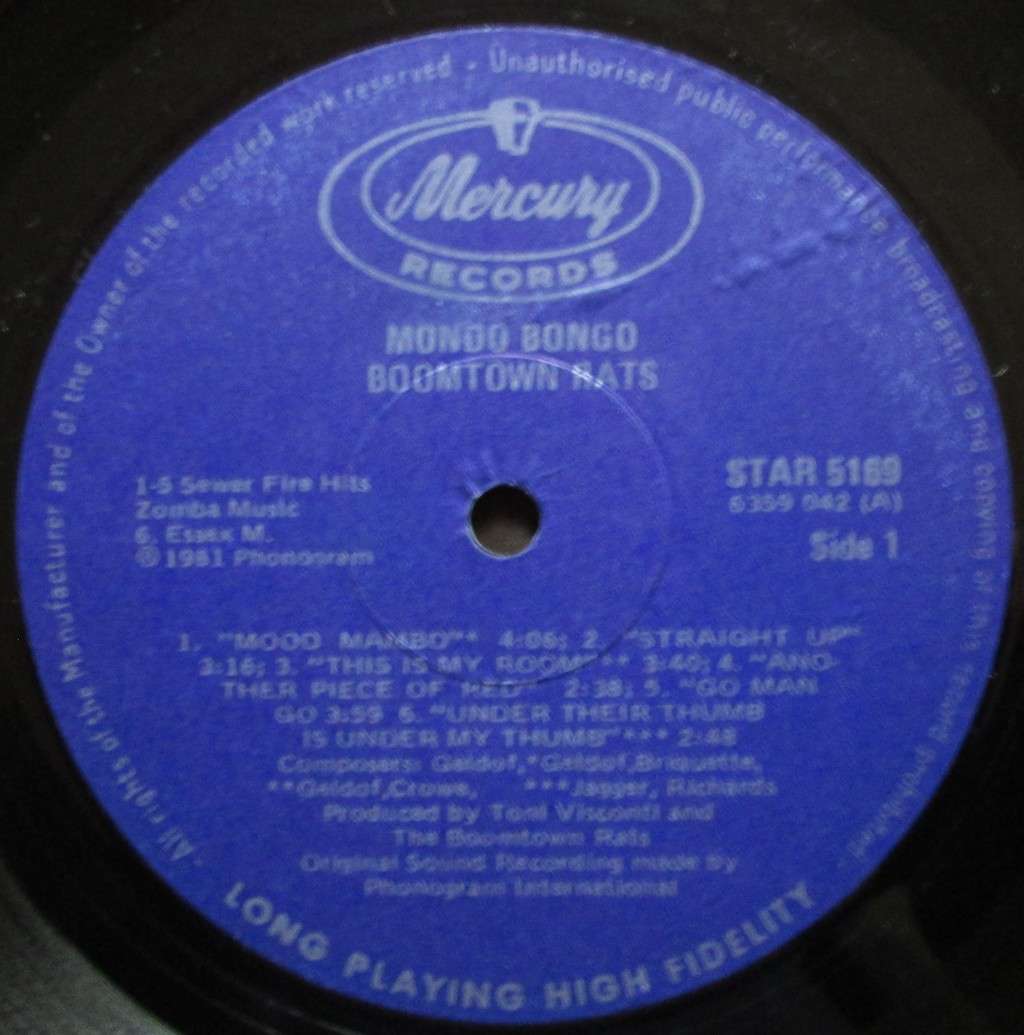 - All rights of the Manufacturer and of the Owner of the recorded work reserved - Unauthorised public performance, broadcasting and copying of this record prohibited -
Mercury
RECORDS
MONDO BONGO
BOOMTOWN RATS
1-5 Sewer Fire Hits
Zomba Music
6. Essex M.
℗ 1981 Phonogram
STAR 5169
6359 042 (A)
Side 1
1. "MOOD MAMBO"* 4:06; 2. "STRAIGHT UP"
3:16; 3. "THIS IS MY ROOM"** 3:40; 4. "ANO-
THER PIECE OF RED" 2:38; 5. "GO MAN
GO 3:59 6. "UNDER THEIR THUMB
IS UNDER MY THUMB"*** 2:48
Composers: Geldof,*Geldof,Briquette,
**Geldof,Crowe, ***Jagger, Richards
Produced by Toni Visconti and
The Boomtown Rats
Original Sound Recording made by
Phonogram International
LONG PLAYING HIGH FIDELITY